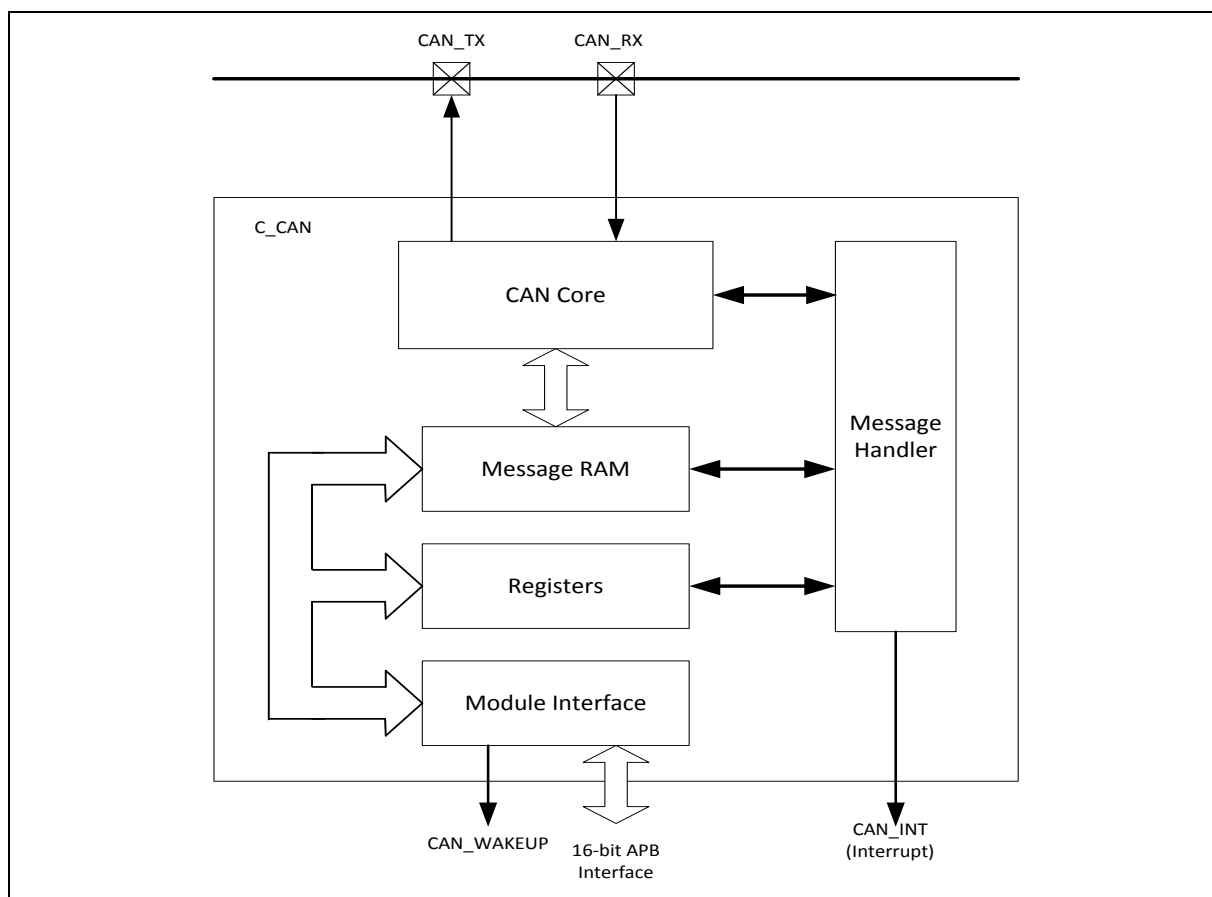 CAN_TX
CAN_RX
C_CAN
CAN Core
Message
Handler
Message RAM
Registers
Module Interface
CAN_WAKEUP
16-bit APB
Interface
CAN_INT
(Interrupt)